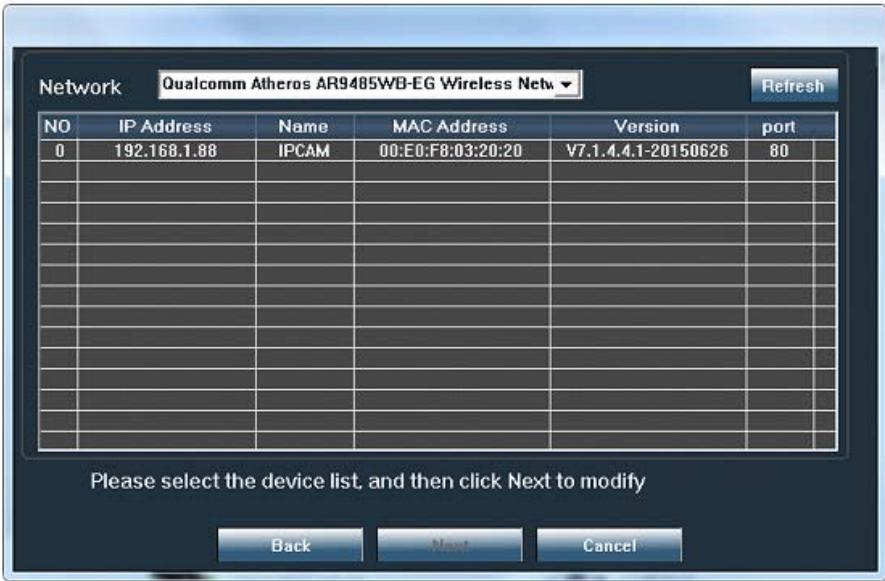 Network Qualcomm Atheros AR9485WB-EG Wireless Netw Refresh
NO IP Address Name MAC Address Version port
0 192.168.1.88 IPCAM 00:E0:F8:03:20:20 V7.1.4.4.1-20150626 80
Please select the device list, and then click Next to modify
Back Next Cancel